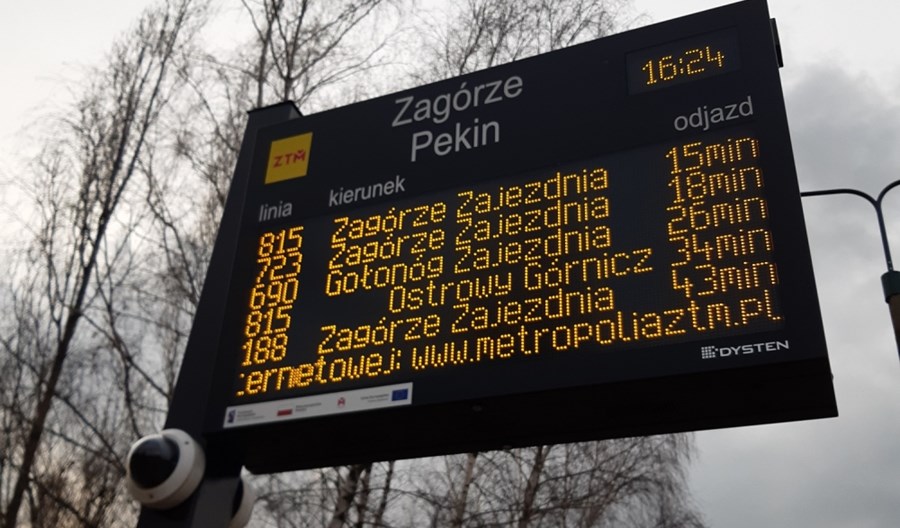 Zagórze
Pekin
16:24
ZTM
linia kierunek odjazd
815 Zagórze Zajezdnia 15min
723 Zagórze Zajezdnia 18min
690 Gołonóg Zajezdnia 26min
815 Ostrowy Górnicz 34min
188 Zagórze Zajezdnia 43min
.ernetowej: www.metropoliaztm.pl
DYSTEN